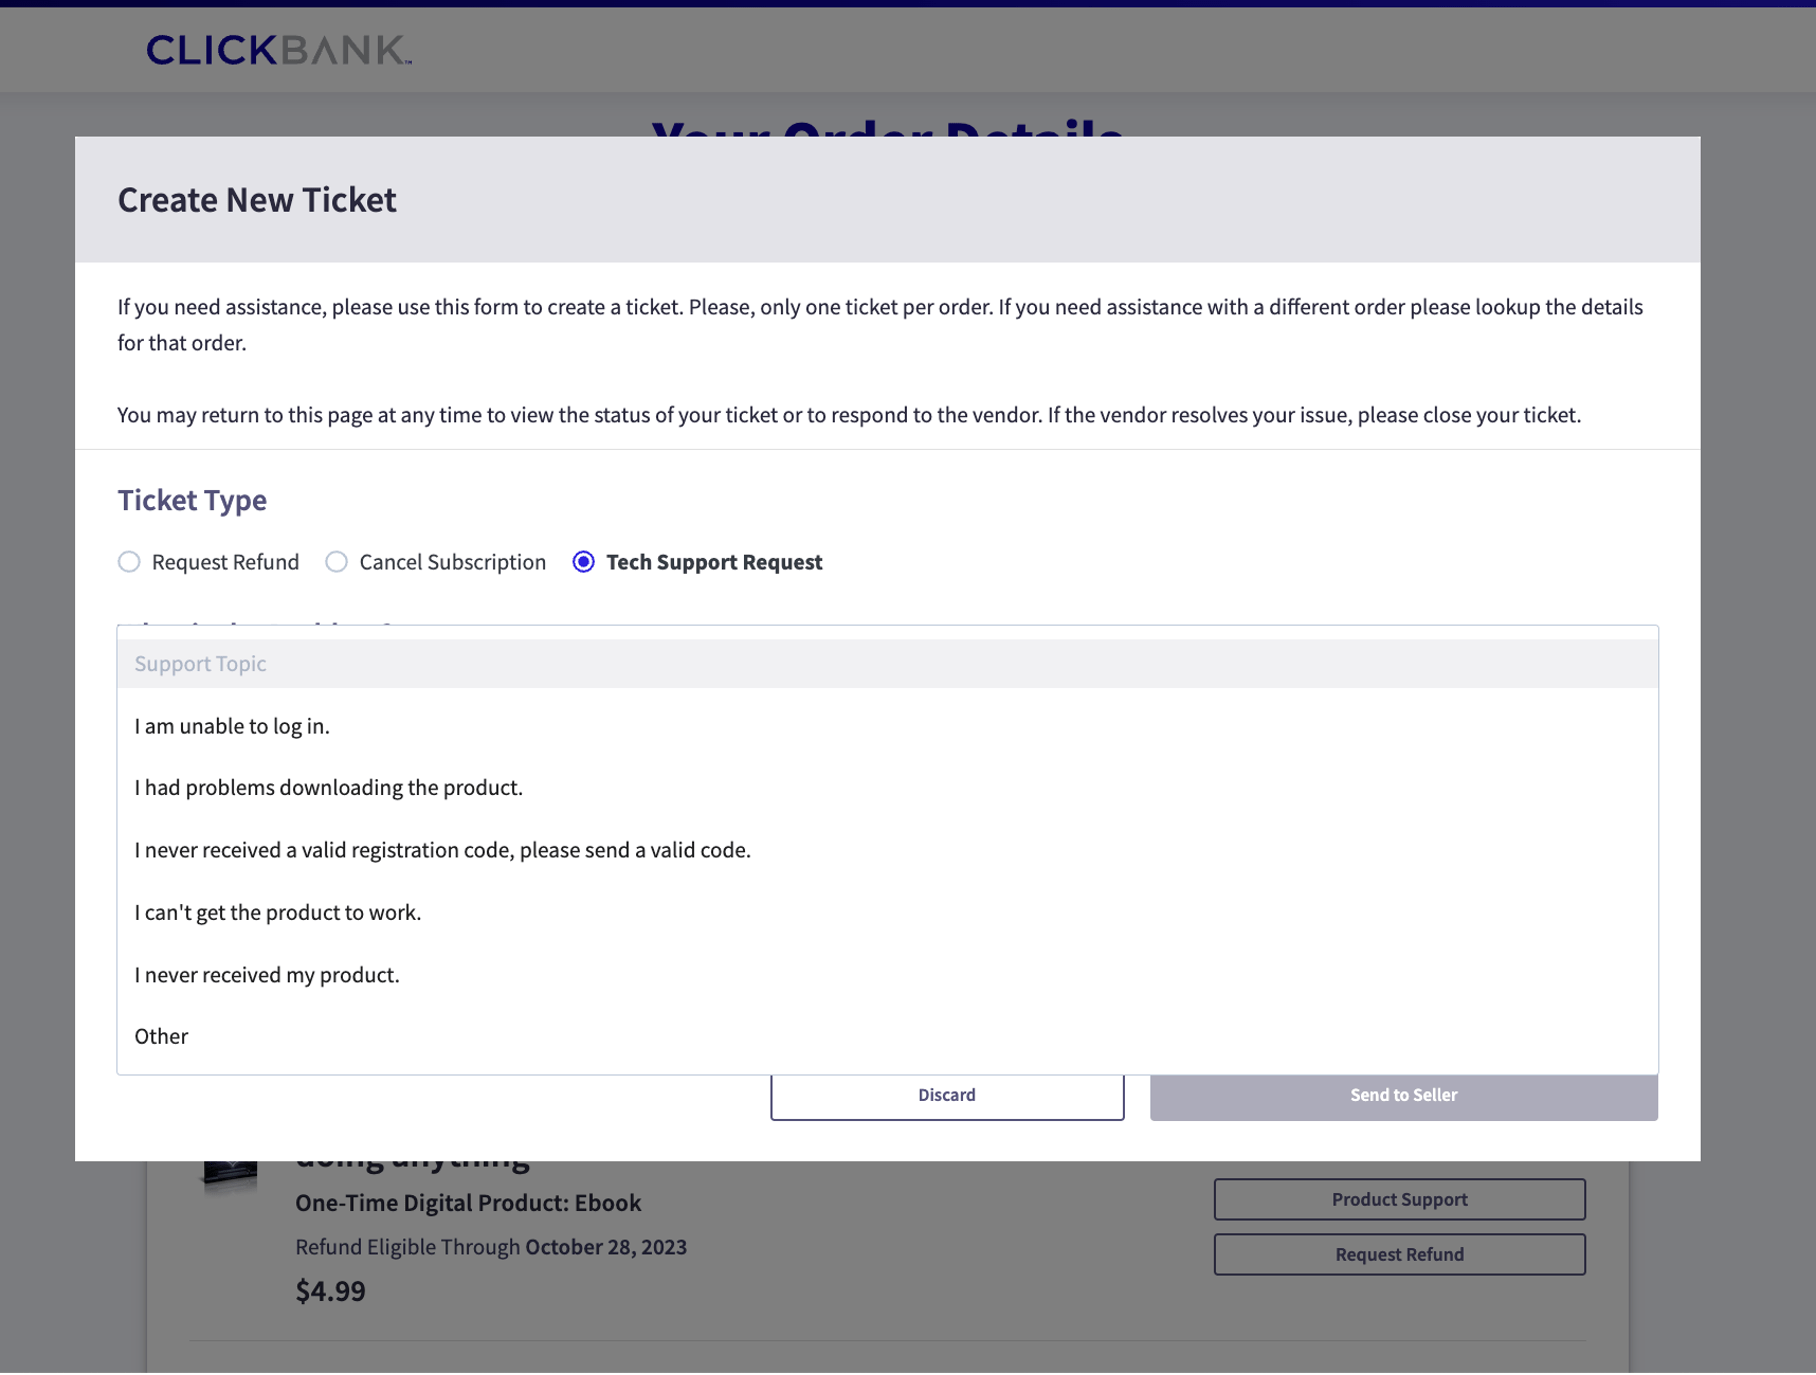 CLICKBANK™
Your Order Details
Create New Ticket
If you need assistance, please use this form to create a ticket. Please, only one ticket per order. If you need assistance with a different order please lookup the details
for that order.
You may return to this page at any time to view the status of your ticket or to respond to the vendor. If the vendor resolves your issue, please close your ticket.
Ticket Type
Request Refund Cancel Subscription Tech Support Request
Support Topic
I am unable to log in.
I had problems downloading the product.
I never received a valid registration code, please send a valid code.
I can't get the product to work.
I never received my product.
Other
Discard Send to Seller
doing anything
One-Time Digital Product: Ebook
Product Support
Refund Eligible Through October 28, 2023
Request Refund
$4.99